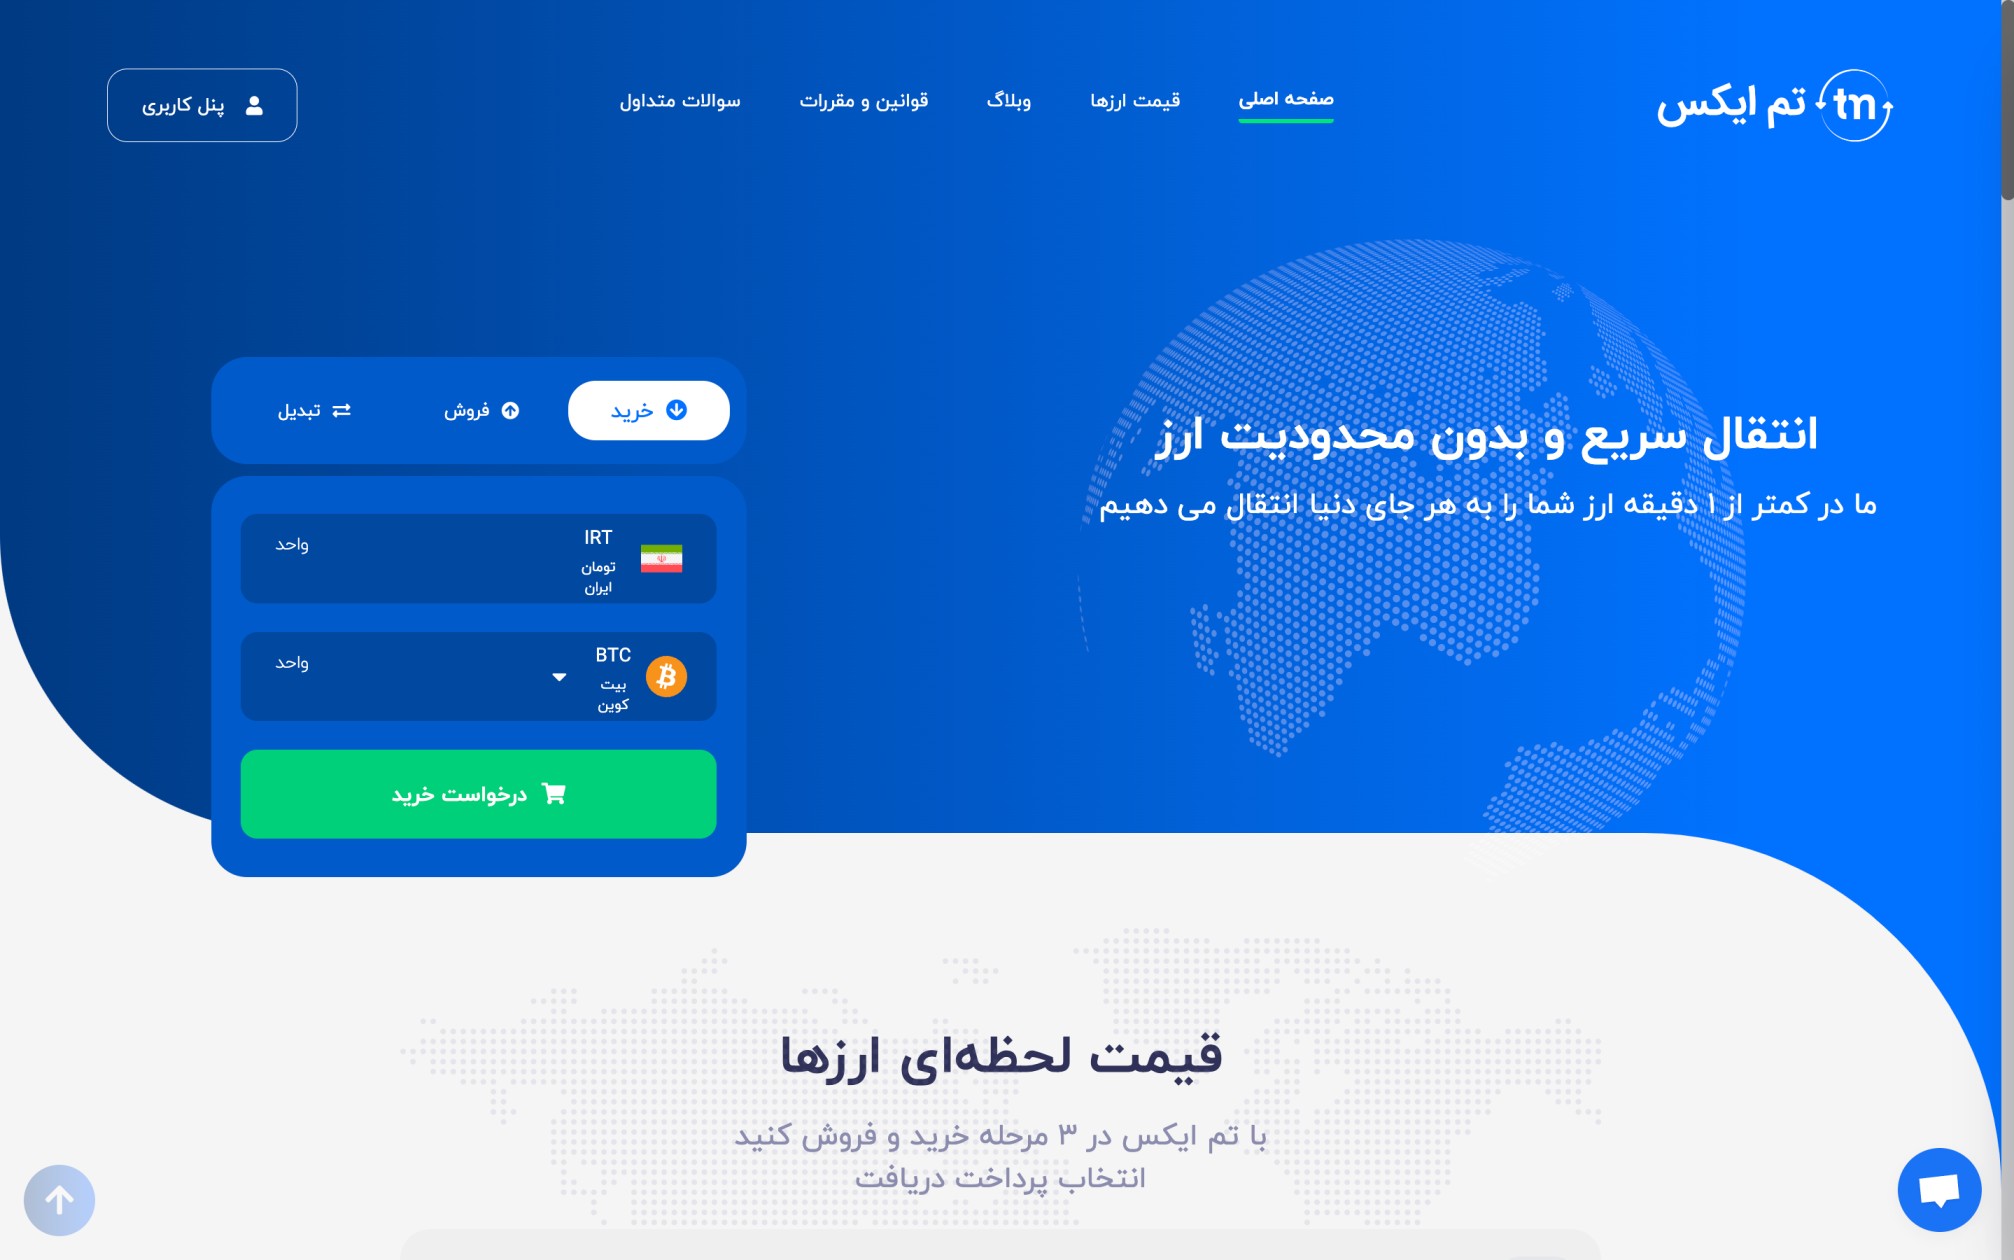 tn تم ایکس
صفحه اصلی
قیمت ارزها
وبلاگ
قوانین و مقررات
سوالات متداول
پنل کاربری
انتقال سریع و بدون محدودیت ارز
ما در کمتر از ۱ دقیقه ارز شما را به هر جای دنیا انتقال می دهیم
خرید
فروش
تبدیل
IRT
تومان
ایران
واحد
BTC
بیت
کوین
واحد
درخواست خرید
قیمت لحظه‌ای ارزها
با تم ایکس در ۳ مرحله خرید و فروش کنید
انتخاب پرداخت دریافت